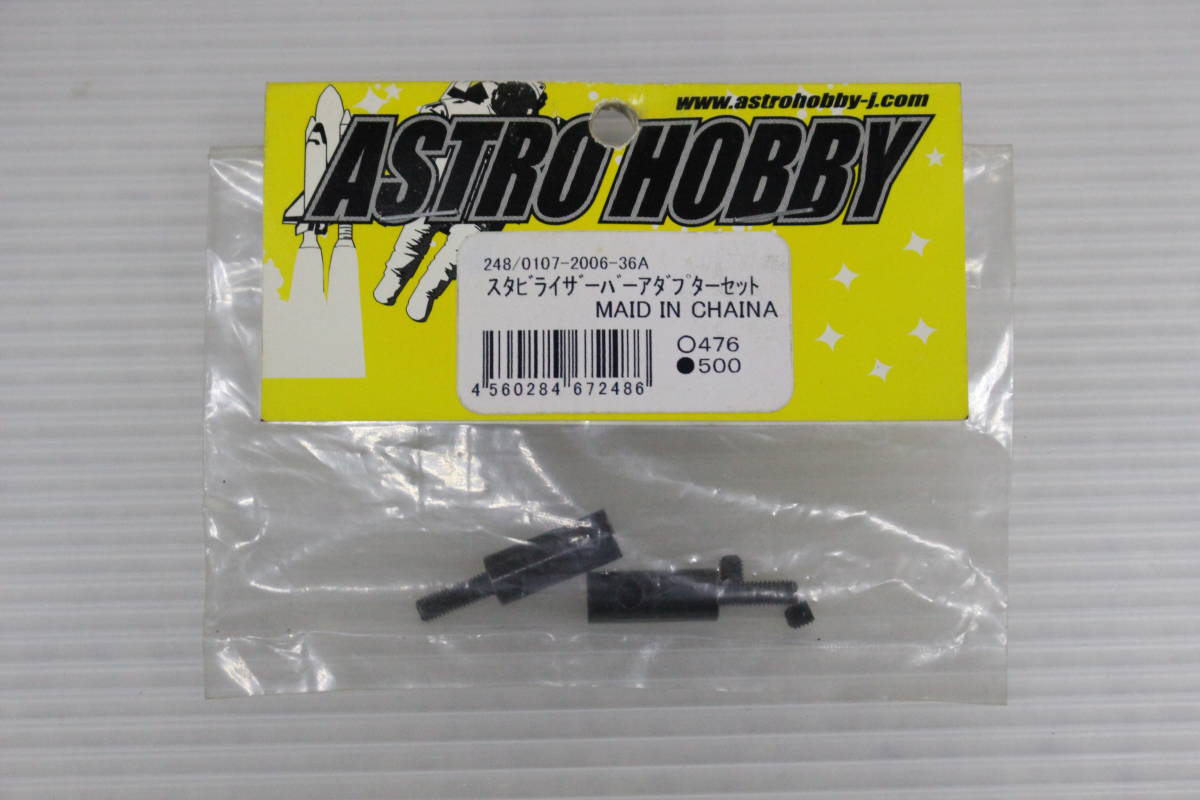 www.astrohobby-j.com
ASTRO HOBBY
248/0107-2006-36A
ｽﾀﾋﾞﾗｲｻﾞｰﾊﾞｰｱﾀﾞﾌﾟﾀｰｾｯﾄ
MAID IN CHAINA
○476
●500
4 560284 672486